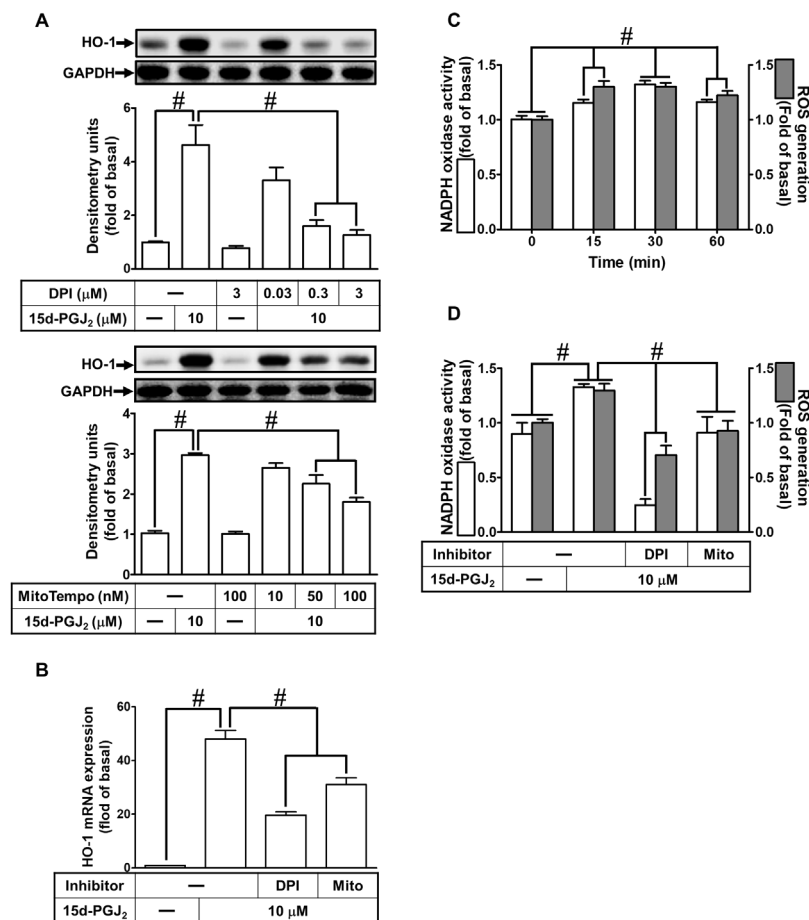 A
HO-1
GAPDH
#
#
Densitometry units
(fold of basal)
6
4
2
0
DPI (μM) — 3 0.03 0.3 3
15d-PGJ2 (μM) — 10 — 10
HO-1
GAPDH
#
#
Densitometry units
(fold of basal)
4
3
2
1
0
MitoTempo (nM) — 100 10 50 100
15d-PGJ2 (μM) — 10 — 10
B
#
#
HO-1 mRNA expression
(flod of basal)
60
40
20
0
Inhibitor — DPI Mito
15d-PGJ2 — 10 μM
C
#
NADPH oxidase activity
(fold of basal)
1.5
1.0
0.5
0.0
1.5
1.0
0.5
0.0
ROS generation
(Fold of basal)
0 15 30 60
Time (min)
D
#
#
NADPH oxidase activity
(fold of basal)
1.5
1.0
0.5
0.0
1.5
1.0
0.5
0.0
ROS generation
(Fold of basal)
Inhibitor — DPI Mito
15d-PGJ2 — 10 μM